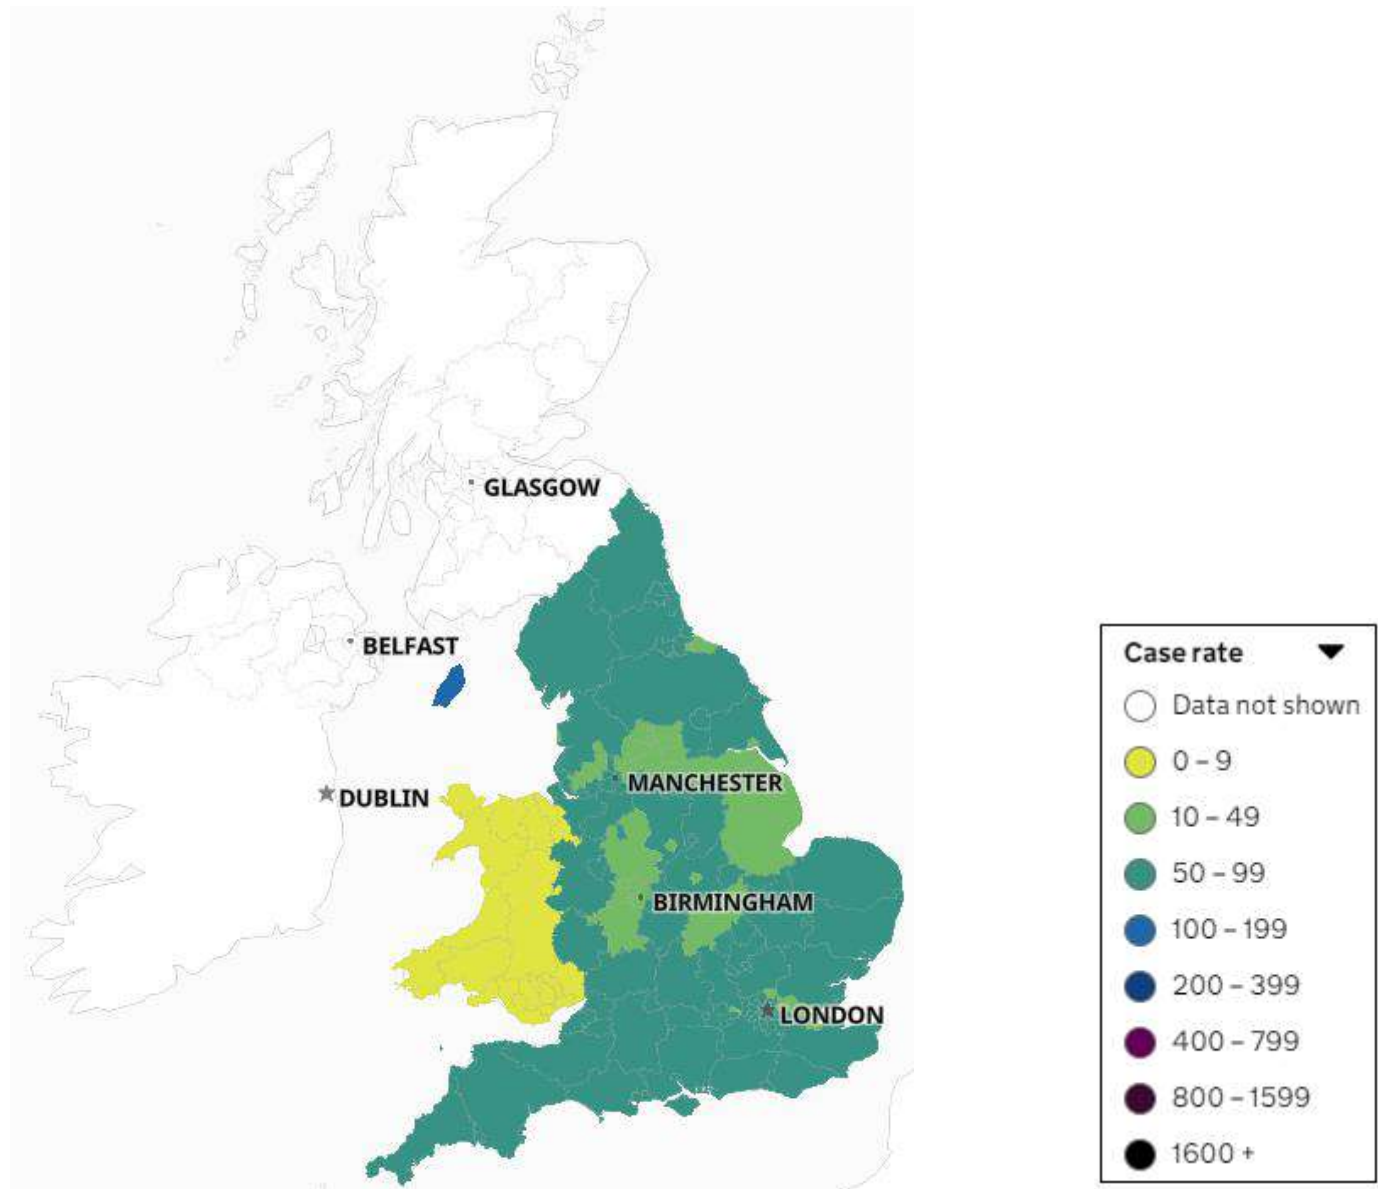 GLASGOW
BELFAST
MANCHESTER
DUBLIN
BIRMINGHAM
LONDON
Case rate
Data not shown
0 – 9
10 – 49
50 – 99
100 – 199
200 – 399
400 – 799
800 – 1599
1600 +